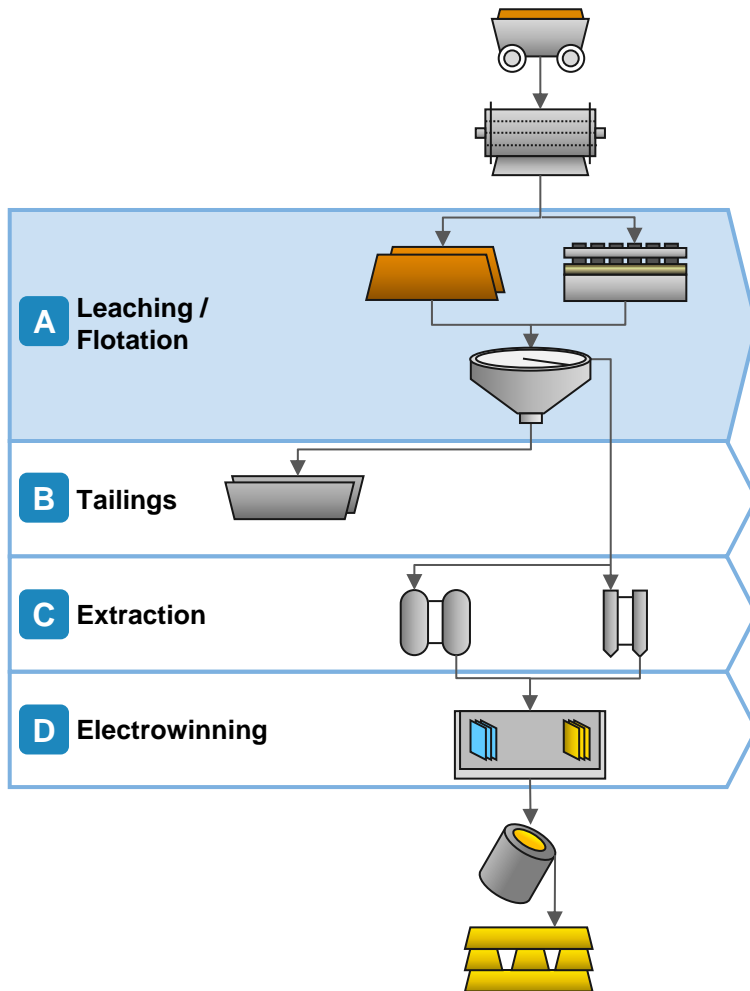 A
Leaching /
Flotation
B
Tailings
C
Extraction
D
Electrowinning